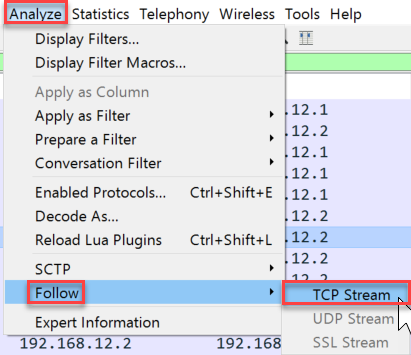 Analyze Statistics Telephony Wireless Tools Help
Display Filters...
Display Filter Macros...
Apply as Column
Apply as Filter
.12.1
Prepare a Filter
.12.2
Conversation Filter
.12.1
.12.1
Enabled Protocols... Ctrl+Shift+E
.12.1
Decode As...
.12.2
Reload Lua Plugins Ctrl+Shift+L
.12.2
SCTP
.12.2
Follow
.12.2
TCP Stream
Expert Information
UDP Stream
192.168.12.2 192.168
SSL Stream